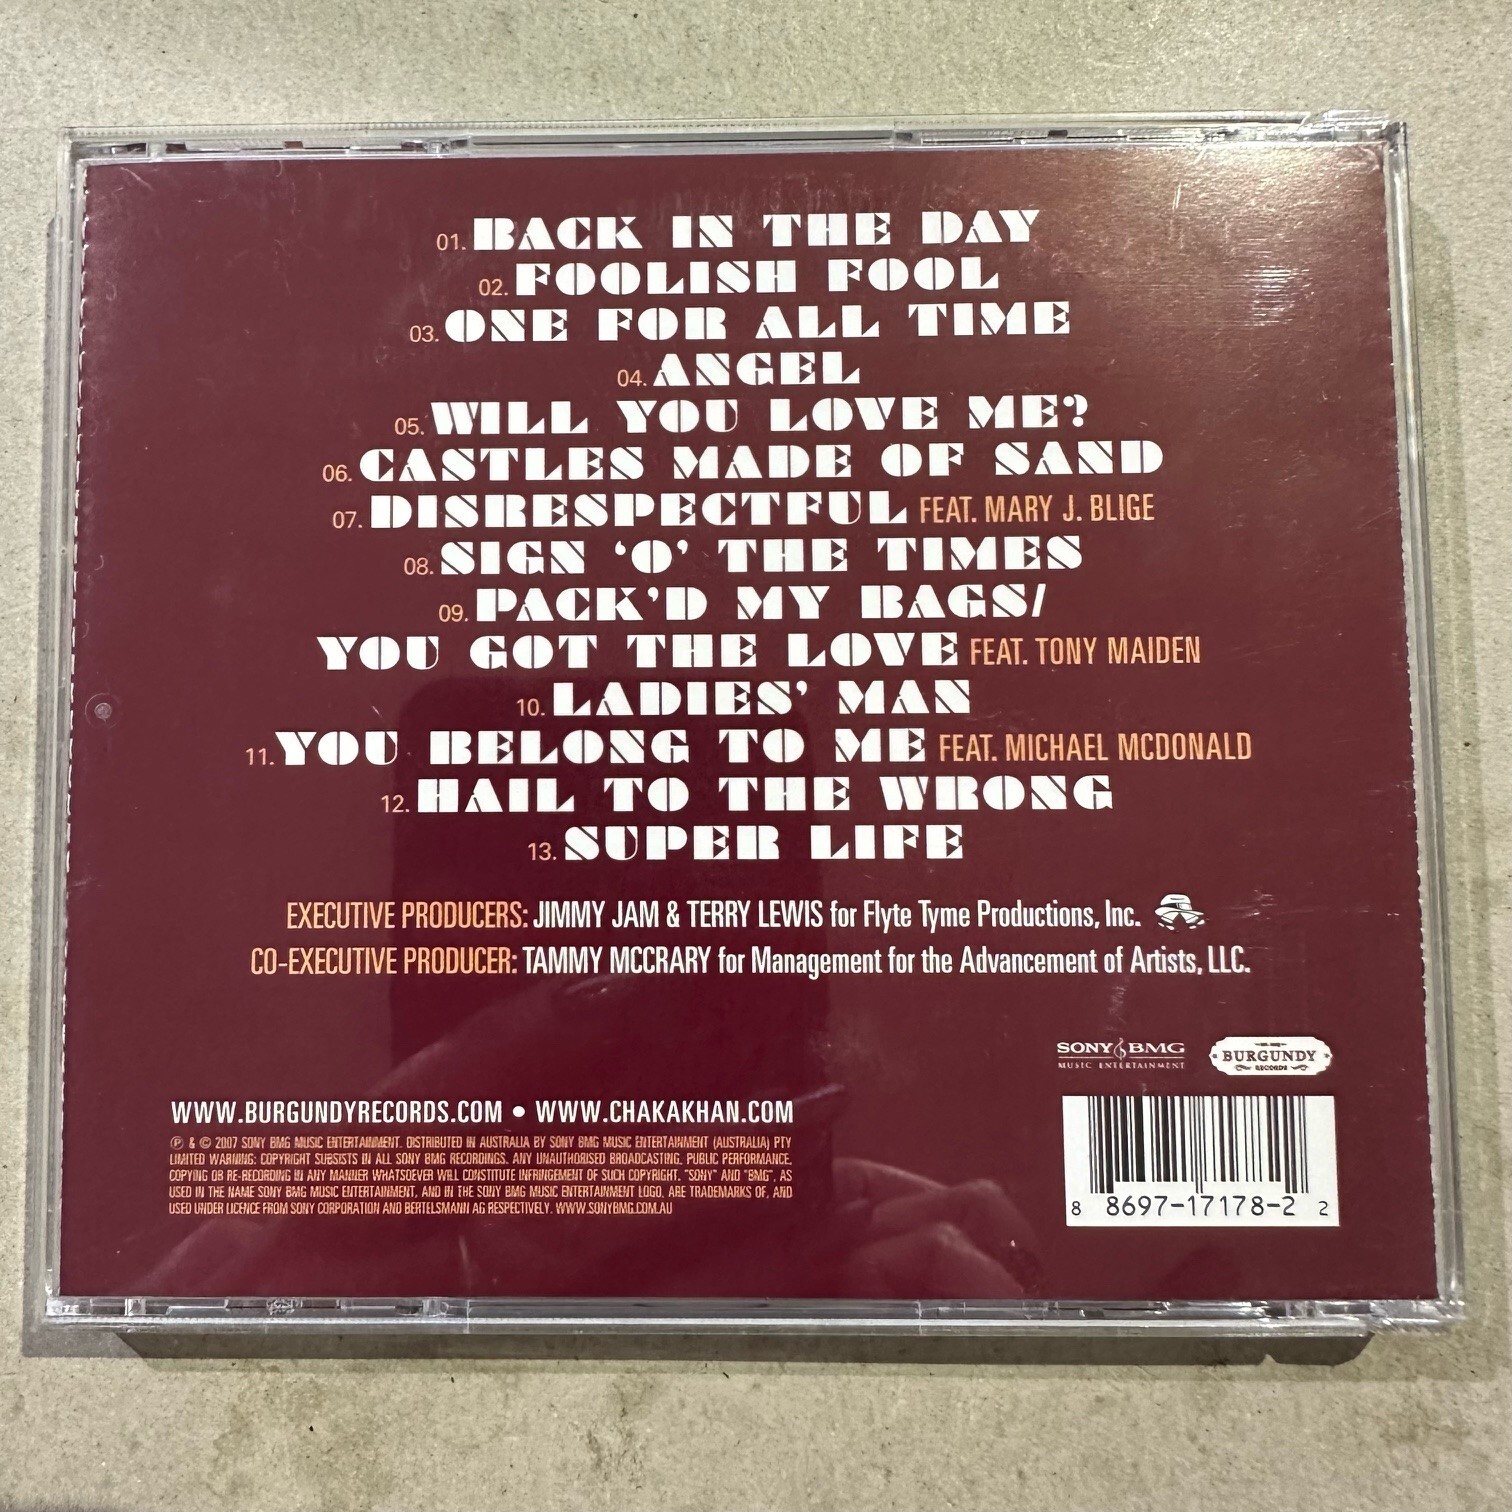 01. BACK IN THE DAY
02. FOOLISH FOOL
03. ONE FOR ALL TIME
04. ANGEL
05. WILL YOU LOVE ME?
06. CASTLES MADE OF SAND
07. DISRESPECTFUL FEAT. MARY J. BLIGE
08. SIGN 'O' THE TIMES
09. PACK'D MY BAGS/
YOU GOT THE LOVE FEAT. TONY MAIDEN
10. LADIES' MAN
11. YOU BELONG TO ME FEAT. MICHAEL MCDONALD
12. HAIL TO THE WRONG
13. SUPER LIFE
EXECUTIVE PRODUCERS: JIMMY JAM & TERRY LEWIS for Flyte Tyme Productions, Inc.
CO-EXECUTIVE PRODUCER: TAMMY MCCRARY for Management for the Advancement of Artists, LLC.
SONY BMG
MUSIC ENTERTAINMENT
BURGUNDY
RECORDS
WWW.BURGUNDYRECORDS.COM • WWW.CHAKAKHAN.COM
℗ & © 2007 SONY BMG MUSIC ENTERTAINMENT. DISTRIBUTED IN AUSTRALIA BY SONY BMG MUSIC ENTERTAINMENT (AUSTRALIA) PTY
LIMITED WARNING: COPYRIGHT SUBSISTS IN ALL SONY BMG RECORDINGS. ANY UNAUTHORISED BROADCASTING, PUBLIC PERFORMANCE,
COPYING OR RE-RECORDING IN ANY MANNER WHATSOEVER WILL CONSTITUTE INFRINGEMENT OF SUCH COPYRIGHT. "SONY" AND "BMG", AS
USED IN THE NAME SONY BMG MUSIC ENTERTAINMENT, AND IN THE SONY BMG MUSIC ENTERTAINMENT LOGO, ARE TRADEMARKS OF, AND
USED UNDER LICENCE FROM SONY CORPORATION AND BERTELSMANN AG RESPECTIVELY. WWW.SONYBMG.COM.AU
8 8697-17178-2 2